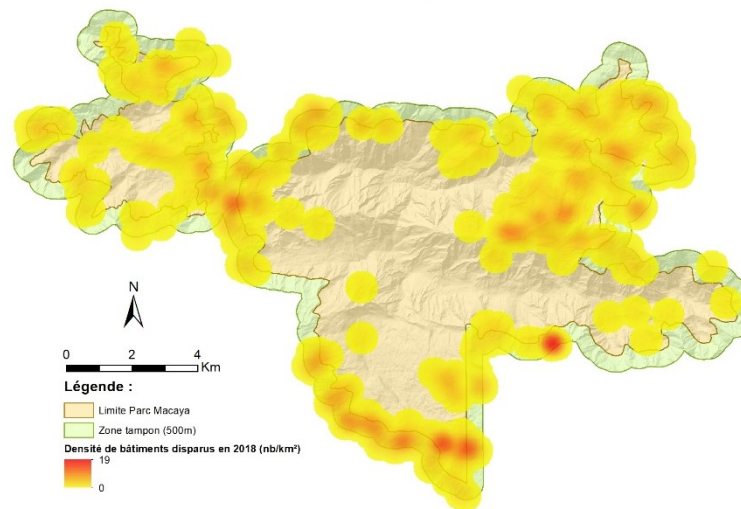 N
0 2 4
Km
Légende :
Limite Parc Macaya
Zone tampon (500m)
Densité de bâtiments disparus en 2018 (nb/km²)
19
0